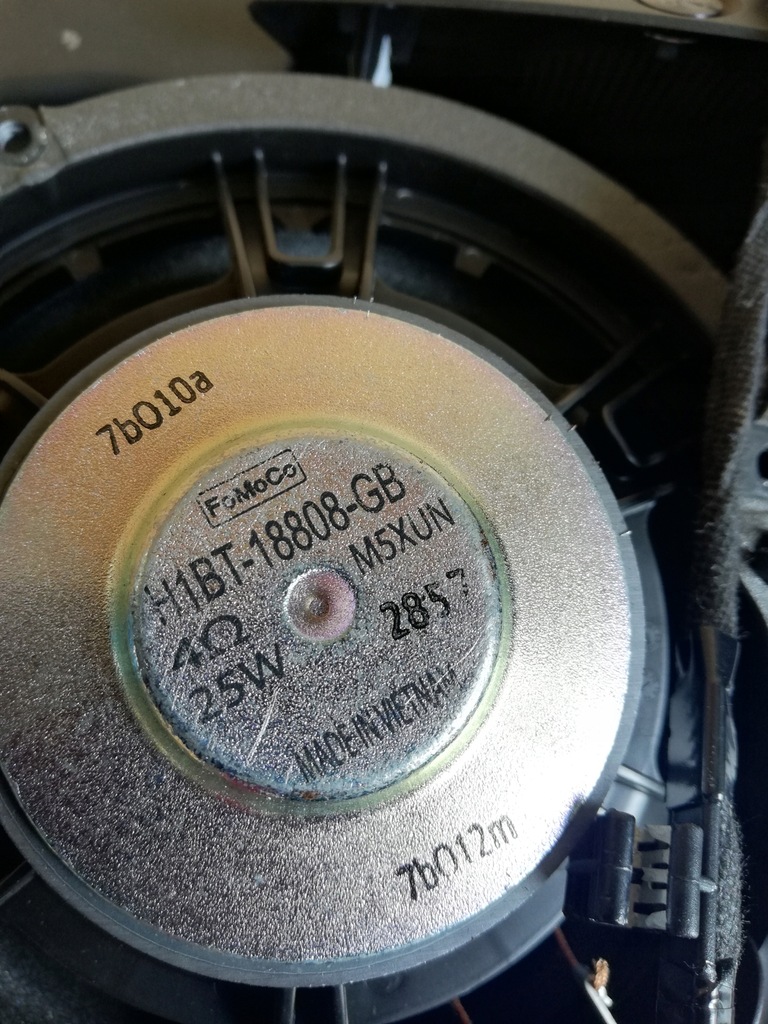 7bO10a
FoMoCo
H1BT-18808-GB
M5XUN
4Ω
2857
25W
MADE IN VIETNAM
7bO12m